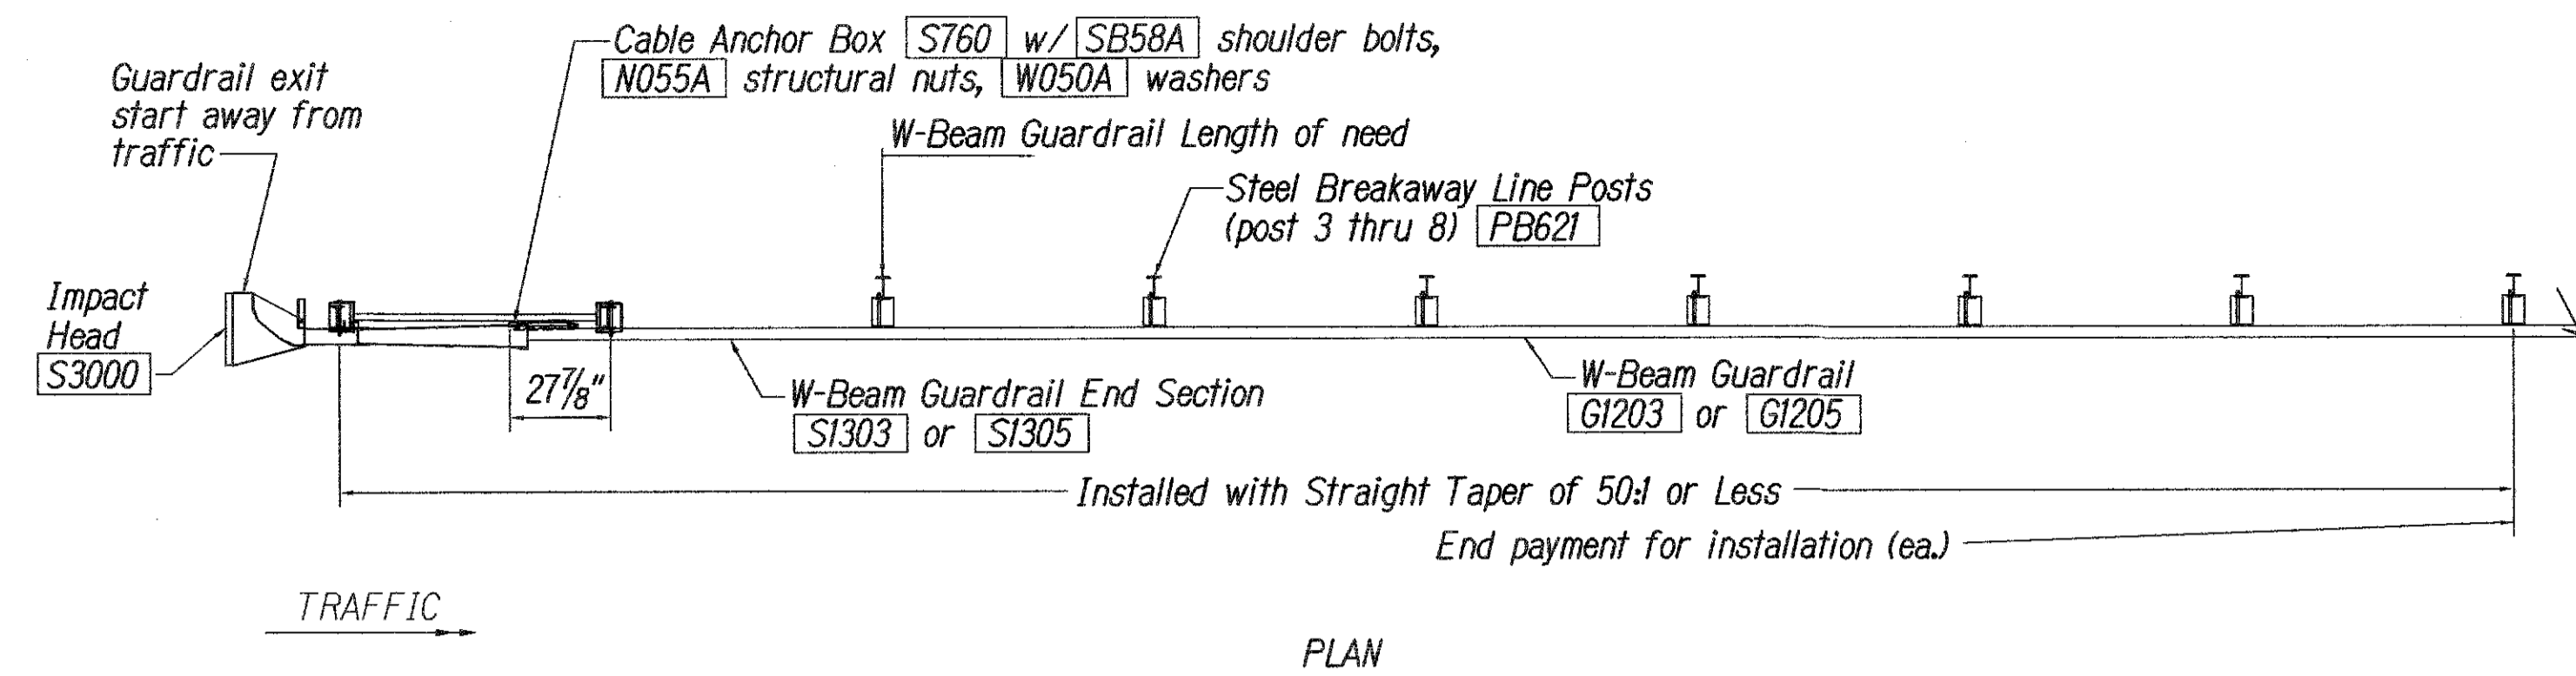 Cable Anchor Box S760 w/ SB58A shoulder bolts,
N055A structural nuts, W050A washers
Guardrail exit
start away from
traffic
W-Beam Guardrail Length of need
Steel Breakaway Line Posts
(post 3 thru 8) PB621
Impact
Head
S3000
27 7/8"
W-Beam Guardrail End Section
S1303 or S1305
W-Beam Guardrail
G1203 or G1205
Installed with Straight Taper of 50:1 or Less
End payment for installation (ea.)
TRAFFIC
PLAN